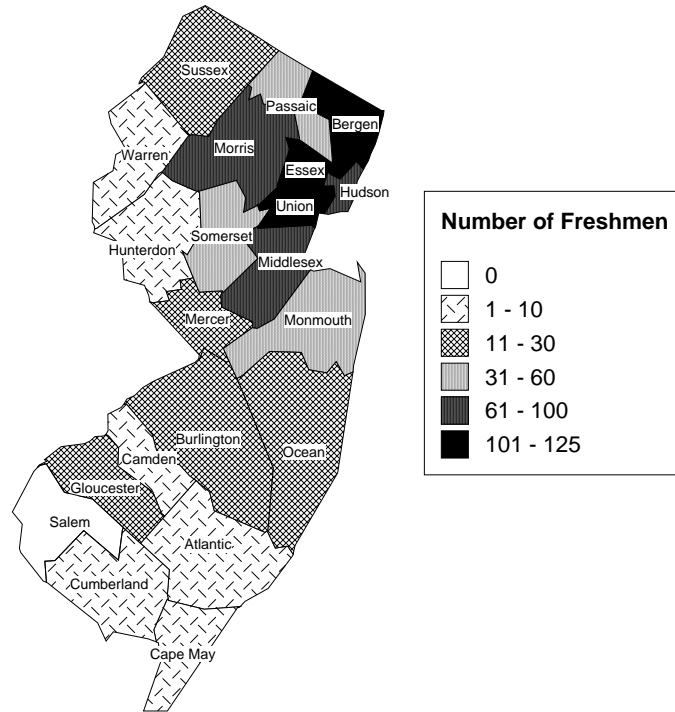 Sussex
Passaic
Bergen
Morris
Warren
Essex
Hudson
Union
Somerset
Hunterdon
Middlesex
Mercer
Monmouth
Burlington
Ocean
Camden
Gloucester
Salem
Atlantic
Cumberland
Cape May
Number of Freshmen
0
1 - 10
11 - 30
31 - 60
61 - 100
101 - 125